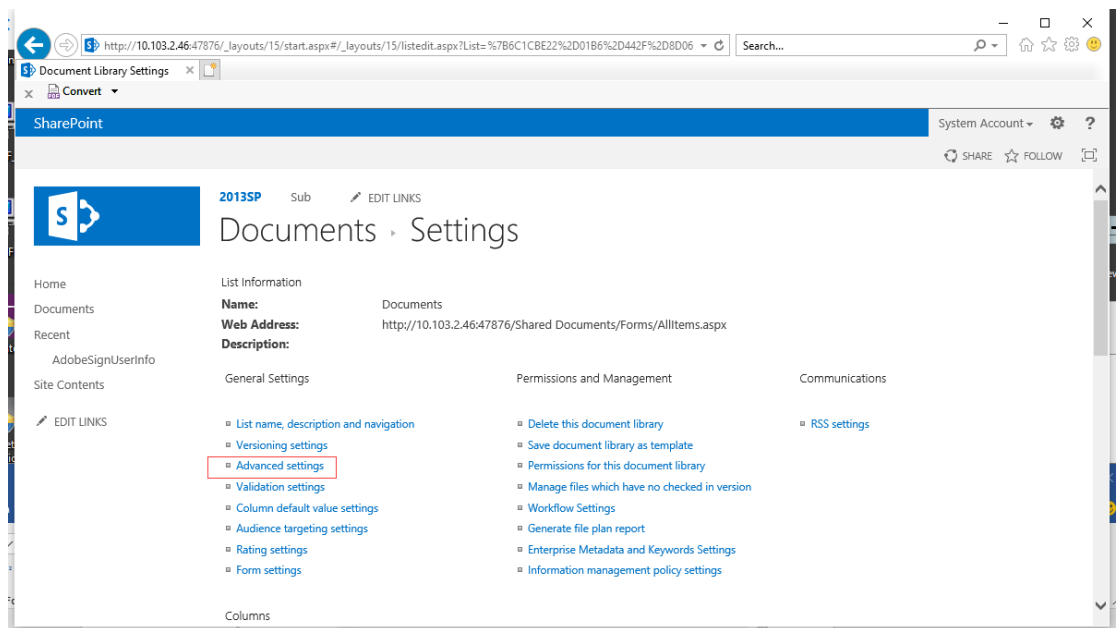 http://10.103.2.46:47876/_layouts/15/start.aspx#/_layouts/15/listedit.aspx?List=%7B6C1CBE22%2D01B6%2D442F%2D8D06
Search...
Document Library Settings
x Convert
SharePoint
System Account
?
SHARE FOLLOW
2013SP Sub EDIT LINKS
Documents Settings
Home
Documents
Recent
AdobeSignUserInfo
Site Contents
EDIT LINKS
List Information
Name: Documents
Web Address: http://10.103.2.46:47876/Shared Documents/Forms/AllItems.aspx
Description:
General Settings
List name, description and navigation
Versioning settings
Advanced settings
Validation settings
Column default value settings
Audience targeting settings
Rating settings
Form settings
Permissions and Management
Delete this document library
Save document library as template
Permissions for this document library
Manage files which have no checked in version
Workflow Settings
Generate file plan report
Enterprise Metadata and Keywords Settings
Information management policy settings
Communications
RSS settings
Columns